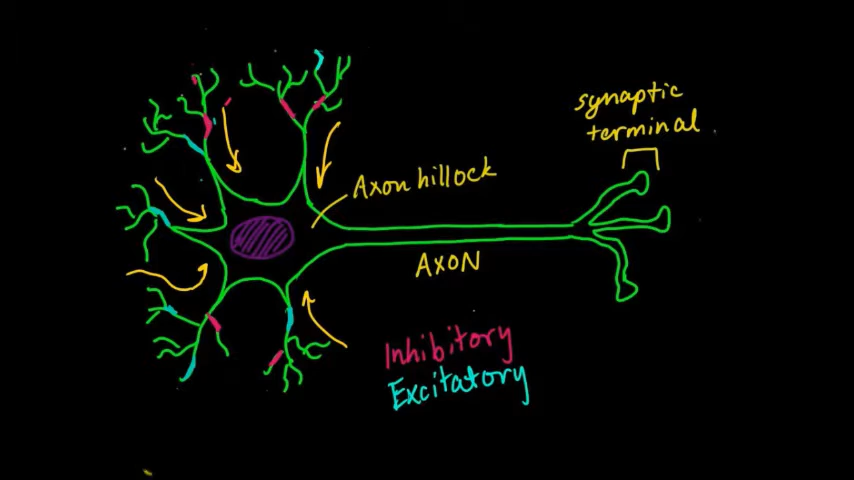 synaptic
terminal
Axon hillock
AXON
Inhibitory
Excitatory